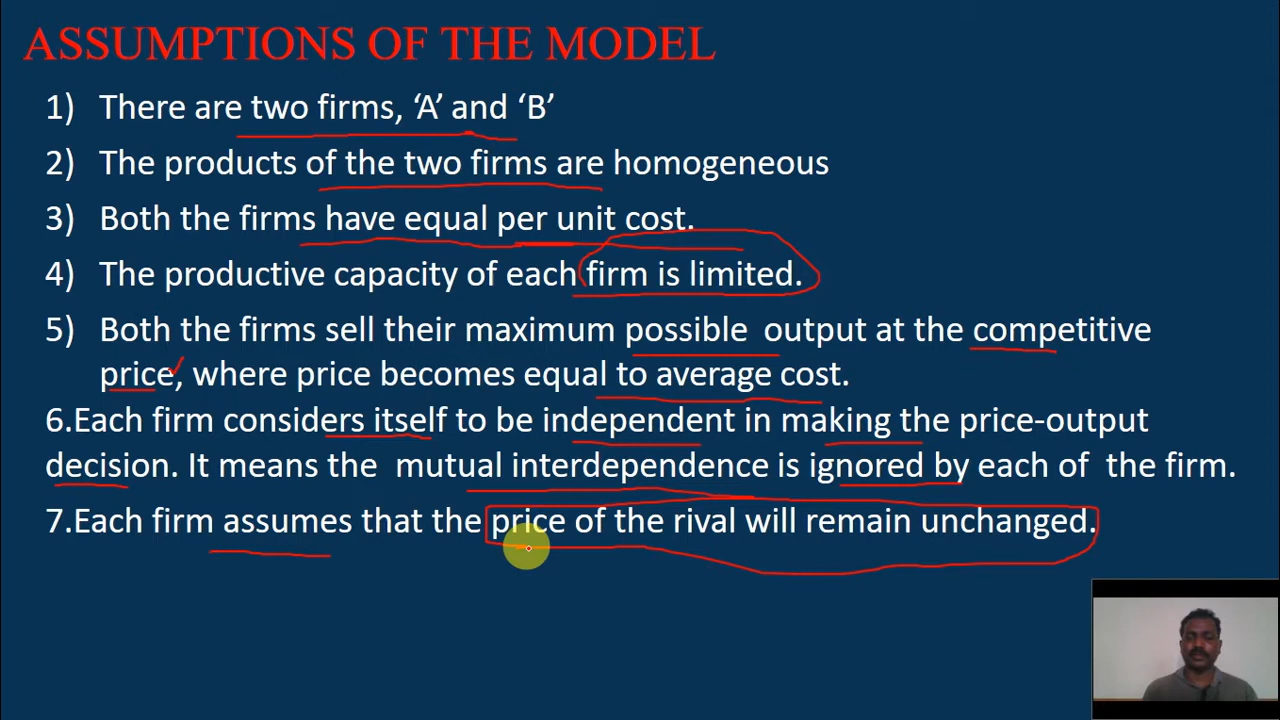 ASSUMPTIONS OF THE MODEL
1) There are two firms, ‘A’ and ‘B’
2) The products of the two firms are homogeneous
3) Both the firms have equal per unit cost.
4) The productive capacity of each firm is limited.
5) Both the firms sell their maximum possible output at the competitive
price, where price becomes equal to average cost.
6.Each firm considers itself to be independent in making the price-output
decision. It means the mutual interdependence is ignored by each of the firm.
7.Each firm assumes that the price of the rival will remain unchanged.